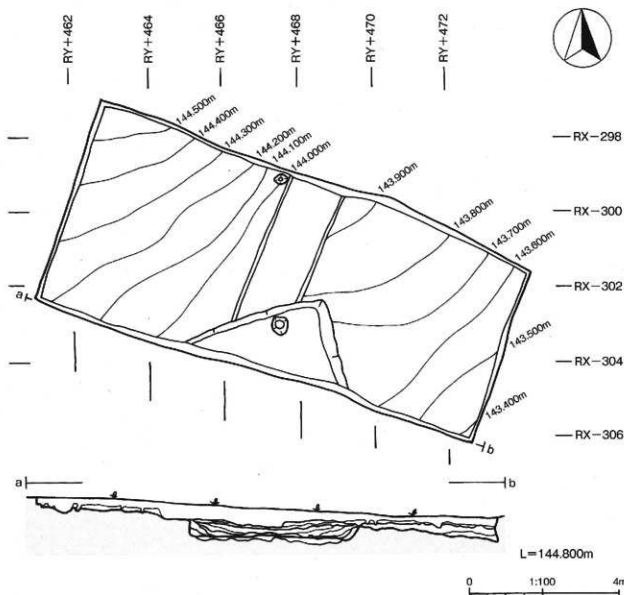 RY+462
RY+464
RY+466
RY+468
RY+470
RY+472
144.500m
144.400m
144.300m
144.200m
144.100m
144.000m
143.900m
143.800m
143.700m
143.600m
143.500m
143.400m
RX-298
RX-300
RX-302
RX-304
RX-306
a
b
a
b
L=144.800m
0 1:100 4m